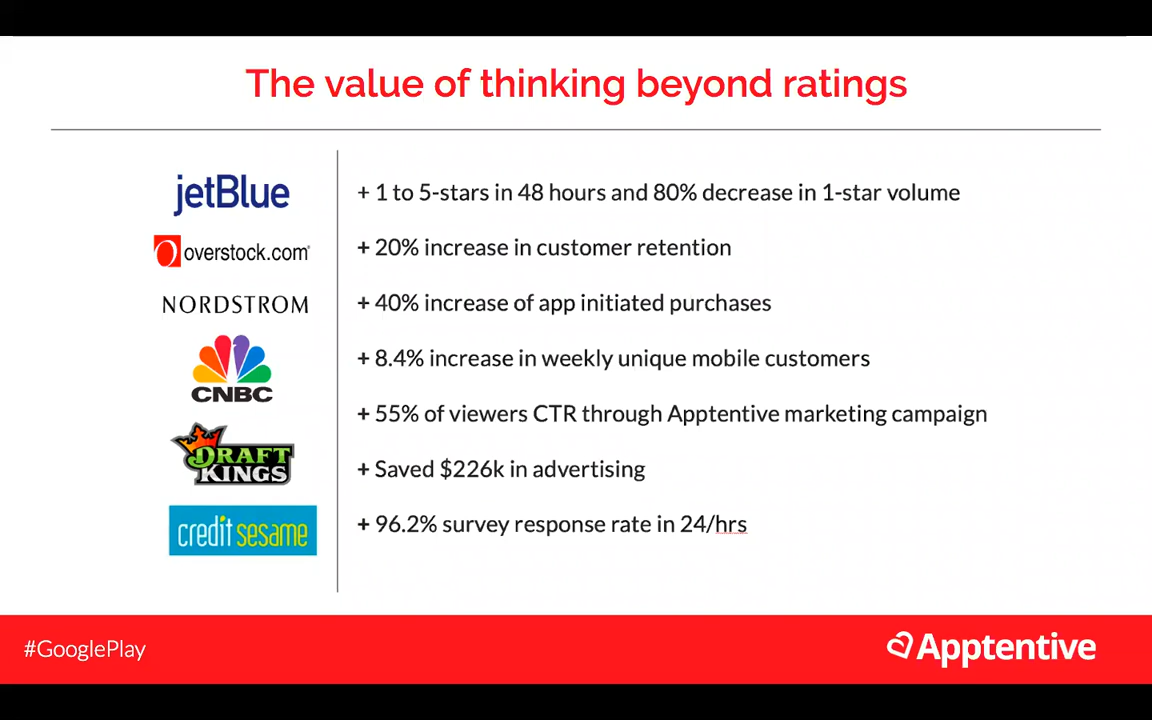 The value of thinking beyond ratings
jetBlue
+ 1 to 5-stars in 48 hours and 80% decrease in 1-star volume
overstock.com®
+ 20% increase in customer retention
NORDSTROM
+ 40% increase of app initiated purchases
CNBC
+ 8.4% increase in weekly unique mobile customers
+ 55% of viewers CTR through Apptentive marketing campaign
DRAFT
KINGS
+ Saved $226k in advertising
credit sesame
+ 96.2% survey response rate in 24/hrs
#GooglePlay
Apptentive